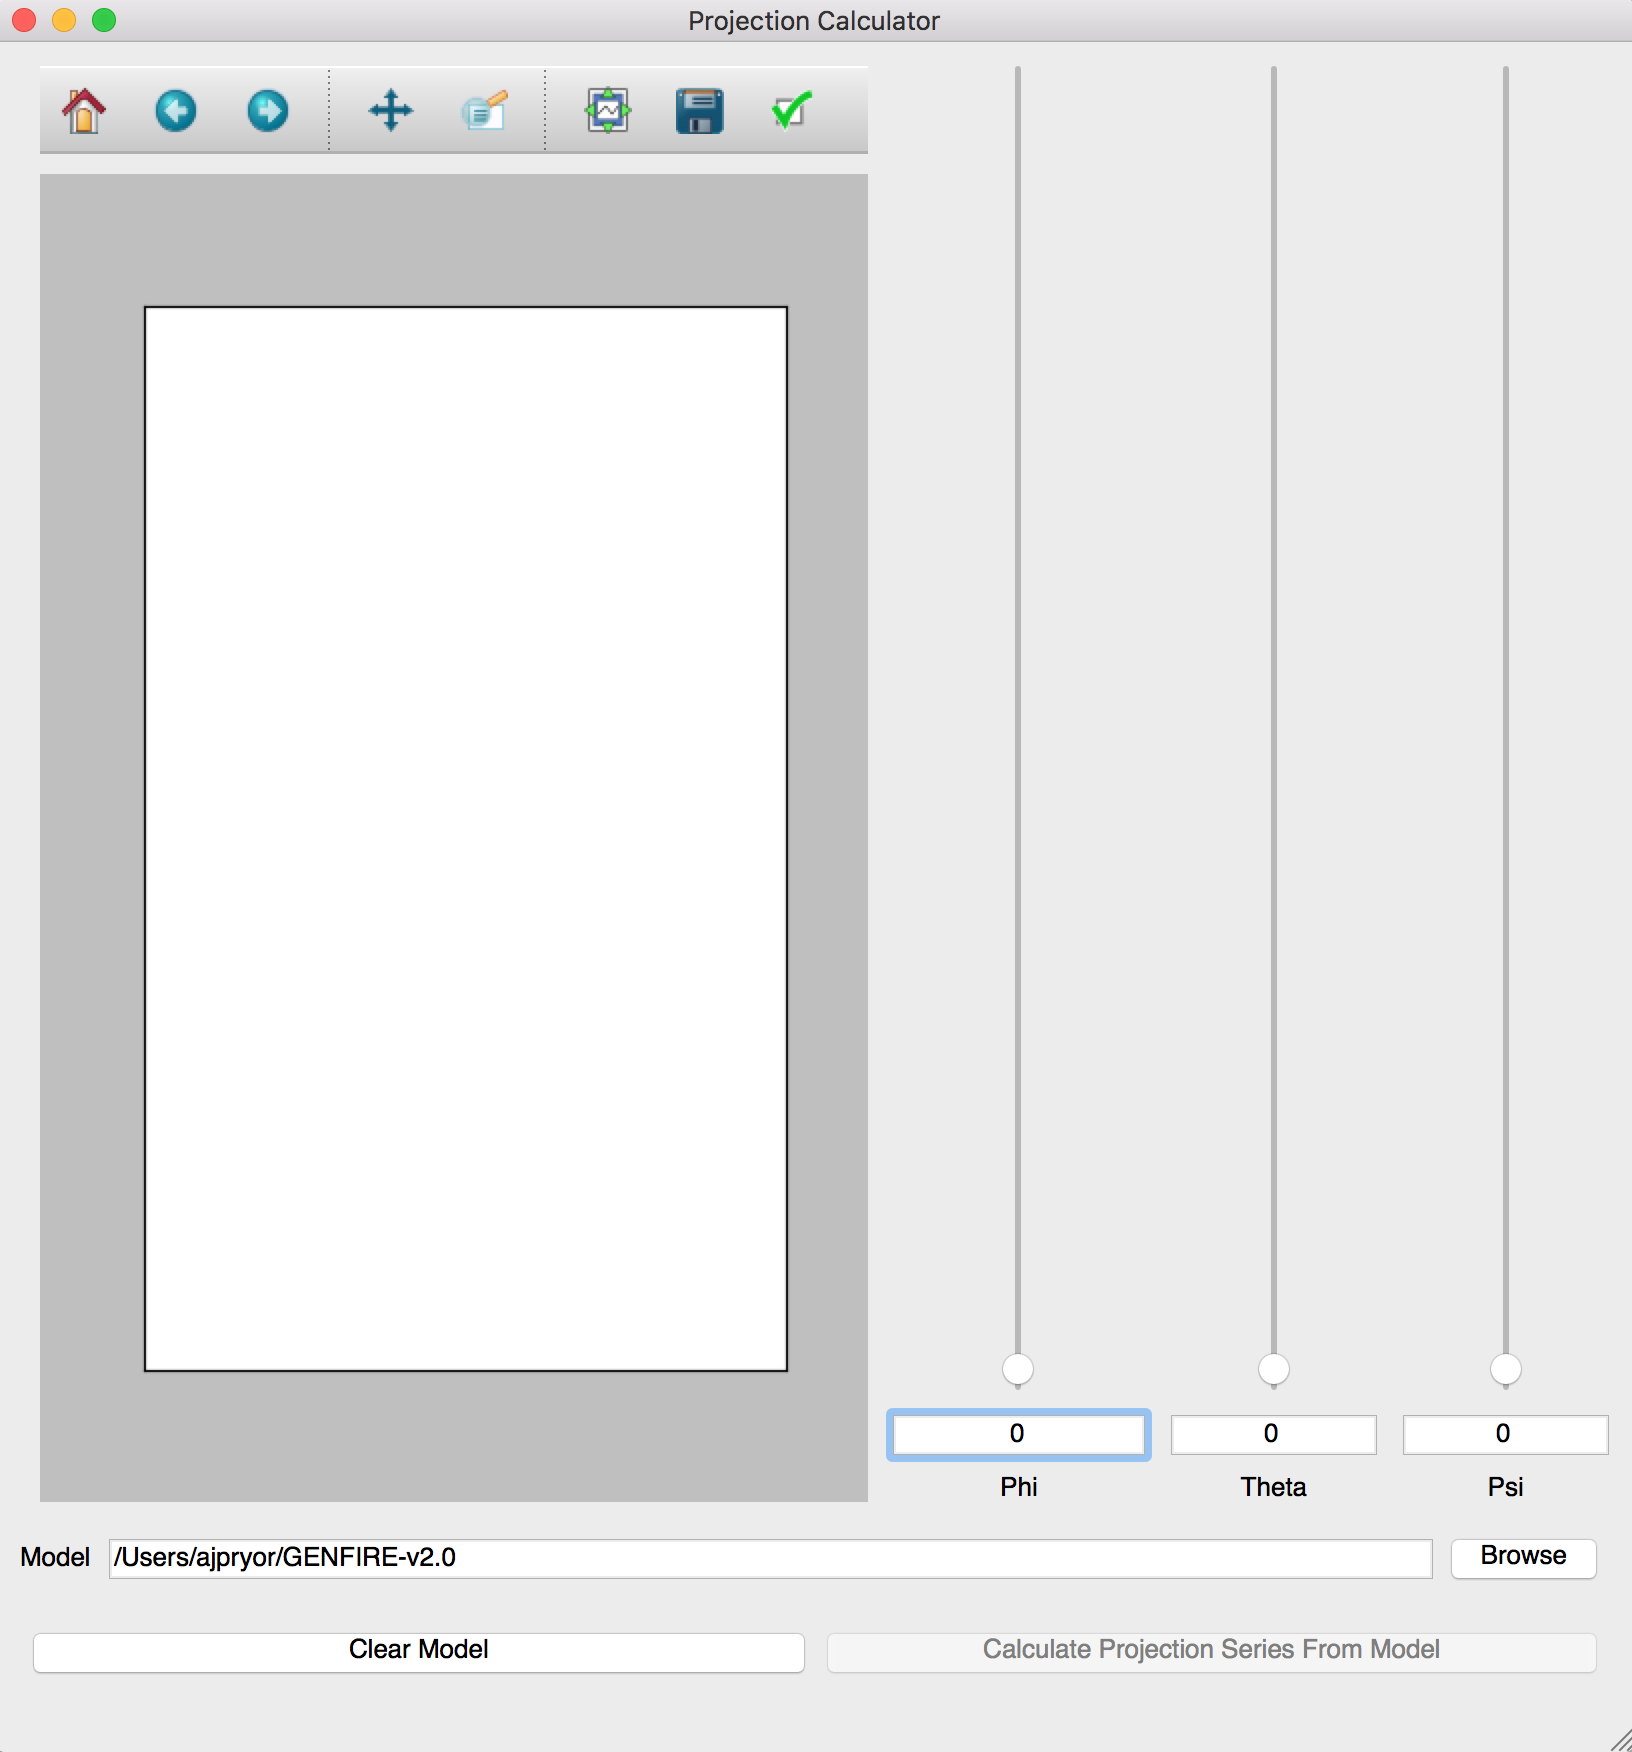 Projection Calculator
0
0
0
Phi
Theta
Psi
Model
/Users/ajpryor/GENFIRE-v2.0
Browse
Clear Model
Calculate Projection Series From Model